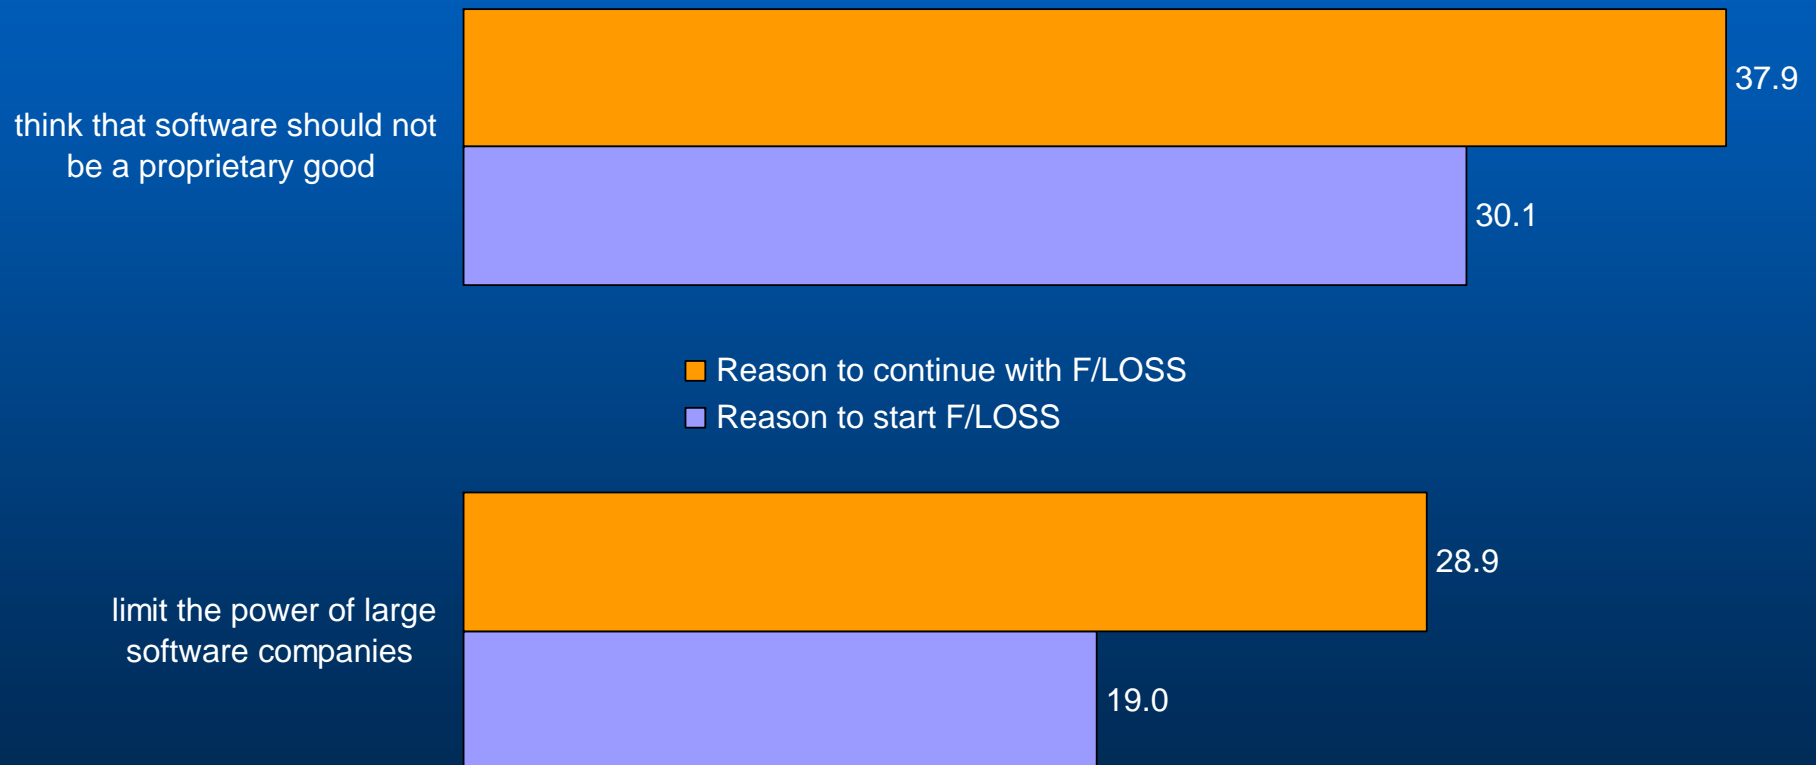 37.9
think that software should not
be a proprietary good
30.1
Reason to continue with F/LOSS
Reason to start F/LOSS
28.9
limit the power of large
software companies
19.0